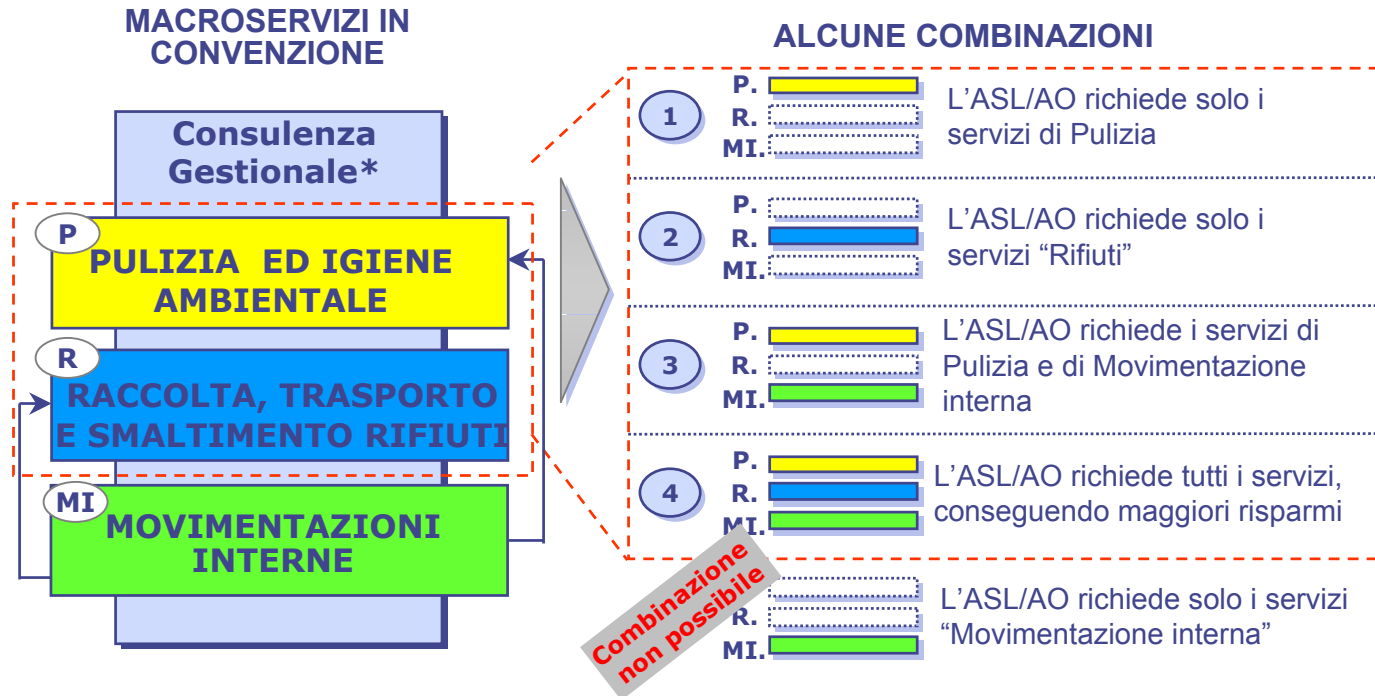 MACROSERVIZI IN
CONVENZIONE
Consulenza
Gestionale*
P
PULIZIA ED IGIENE
AMBIENTALE
R
RACCOLTA, TRASPORTO
E SMALTIMENTO RIFIUTI
MI
MOVIMENTAZIONI
INTERNE
ALCUNE COMBINAZIONI
1
P.
R.
MI.
L'ASL/AO richiede solo i
servizi di Pulizia
2
P.
R.
MI.
L'ASL/AO richiede solo i
servizi “Rifiuti”
3
P.
R.
MI.
L'ASL/AO richiede i servizi di
Pulizia e di Movimentazione
interna
4
P.
R.
MI.
L'ASL/AO richiede tutti i servizi,
conseguendo maggiori risparmi
Combinazione
non possibile
R.
MI.
L'ASL/AO richiede solo i servizi
“Movimentazione interna”